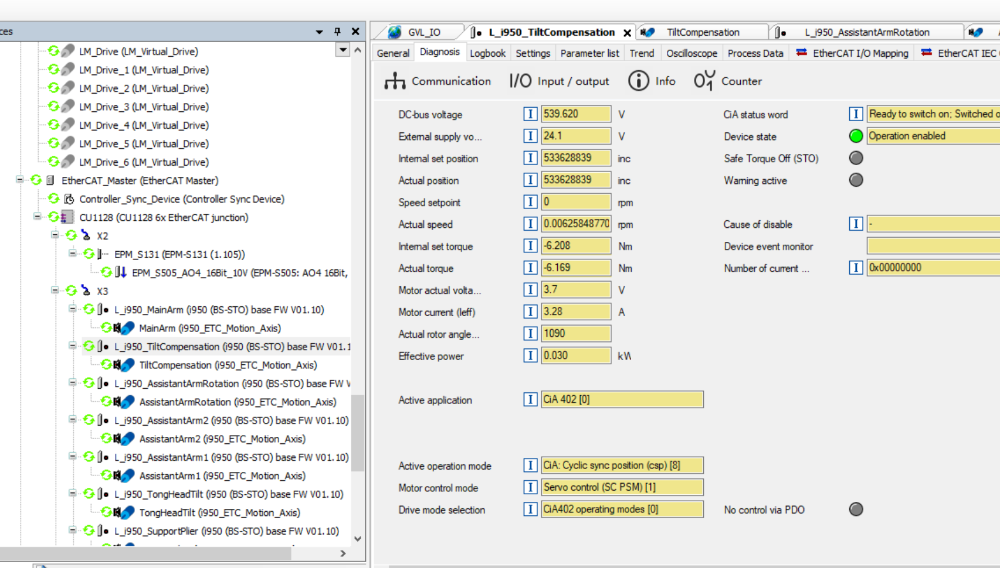 ces
LM_Drive (LM_Virtual_Drive)
LM_Drive_1 (LM_Virtual_Drive)
LM_Drive_2 (LM_Virtual_Drive)
LM_Drive_3 (LM_Virtual_Drive)
LM_Drive_4 (LM_Virtual_Drive)
LM_Drive_5 (LM_Virtual_Drive)
LM_Drive_6 (LM_Virtual_Drive)
EtherCAT_Master (EtherCAT Master)
Controller_Sync_Device (Controller Sync Device)
CU1128 (CU1128 6x EtherCAT junction)
X2
EPM_S131 (EPM-S131 (1.105))
EPM_S505_AO4_16Bit_10V (EPM-S505: AO4 16Bit,
X3
L_i950_MainArm (i950 (BS-STO) base FW V01.10)
MainArm (i950_ETC_Motion_Axis)
L_i950_TiltCompensation (i950 (BS-STO) base FW V01.1
TiltCompensation (i950_ETC_Motion_Axis)
L_i950_AssistantArmRotation (i950 (BS-STO) base FW V
AssistantArmRotation (i950_ETC_Motion_Axis)
L_i950_AssistantArm2 (i950 (BS-STO) base FW V01.10)
AssistantArm2 (i950_ETC_Motion_Axis)
L_i950_AssistantArm1 (i950 (BS-STO) base FW V01.10)
AssistantArm1 (i950_ETC_Motion_Axis)
L_i950_TongHeadTilt (i950 (BS-STO) base FW V01.10)
TongHeadTilt (i950_ETC_Motion_Axis)
L_i950_SupportPlier (i950 (BS-STO) base FW V01.10)
GVL_IO L_i950_TiltCompensation TiltCompensation L_i950_AssistantArmRotation
General Diagnosis Logbook Settings Parameter list Trend Oscilloscope Process Data EtherCAT I/O Mapping EtherCAT IEC
Communication I/O Input / output Info Counter
DC-bus voltage I 539.620 V CiA status word I Ready to switch on; Switched o
External supply vo... I 24.1 V Device state Operation enabled
Internal set position I 533628839 inc Safe Torque Off (STO)
Actual position I 533628839 inc Warning active
Speed setpoint I 0 rpm
Actual speed I 0.00625848770 rpm Cause of disable I -
Internal set torque I -6.208 Nm Device event monitor
Actual torque I -6.169 Nm Number of current ... I 0x00000000
Motor actual volta... I 3.7 V
Motor current (Ieff) I 3.28 A
Actual rotor angle... I 1090
Effective power I 0.030 kW
Active application I CiA 402 [0]
Active operation mode I CiA: Cyclic sync position (csp) [8]
Motor control mode I Servo control (SC PSM) [1]
Drive mode selection I CiA402 operating modes [0] No control via PDO